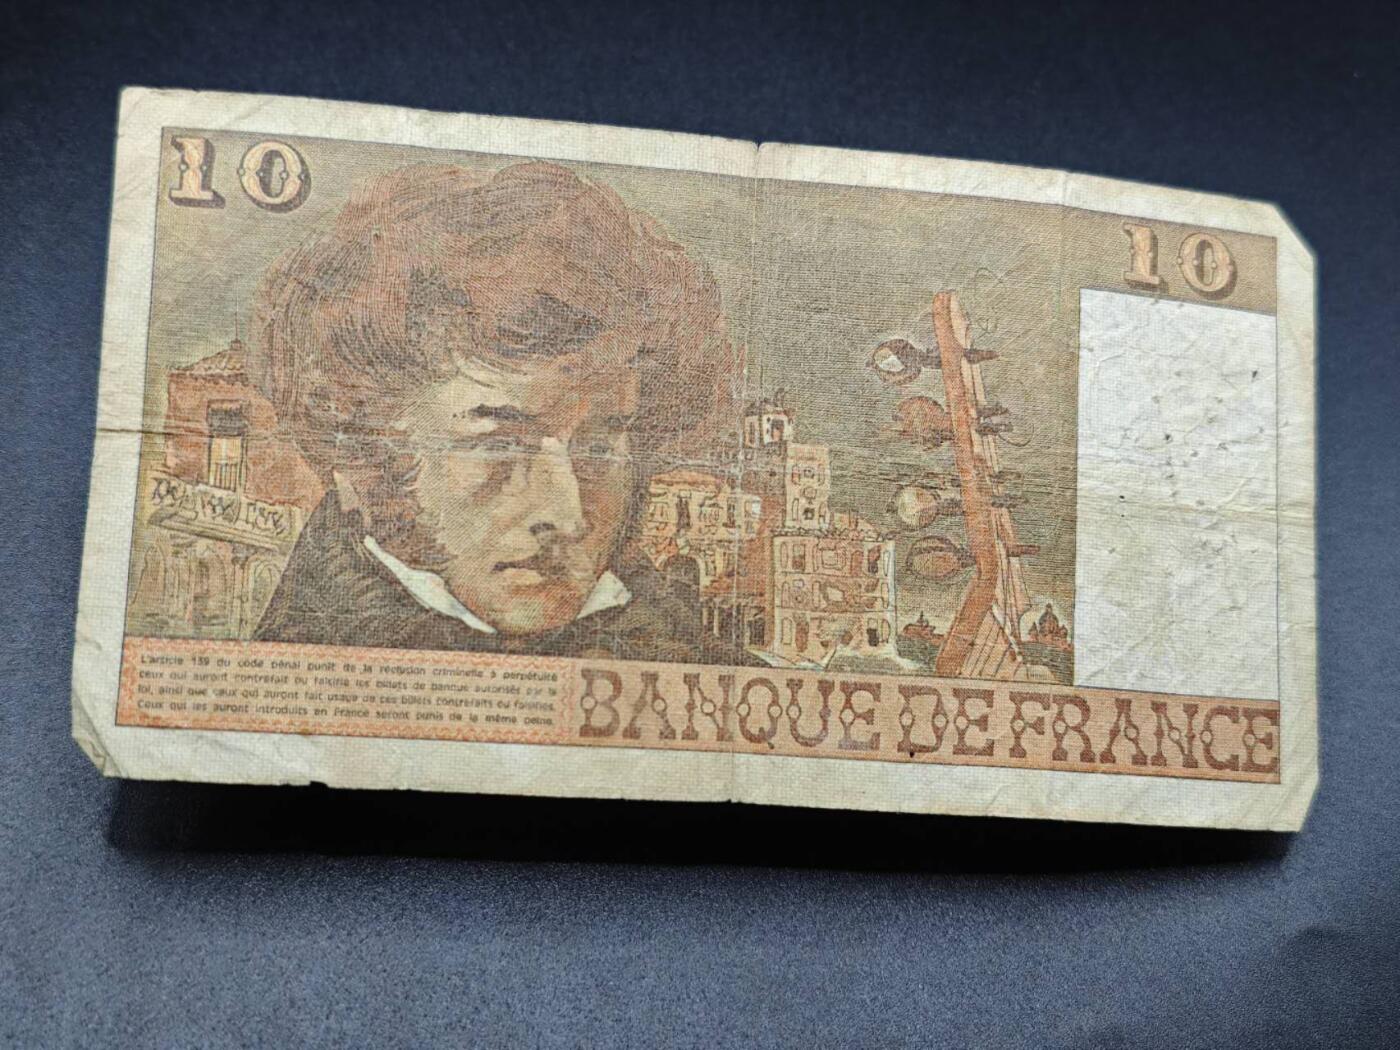 10
10
L'article 139 du code pénal punit de la réclusion criminelle à perpétuité
ceux qui auront contrefait ou falsifié les billets de banque autorisés par la
loi, ainsi que ceux qui auront fait usage de ces billets contrefaits ou falsifiés.
Ceux qui les auront introduits en France seront punis de la même peine.
BANQUE DE FRANCE